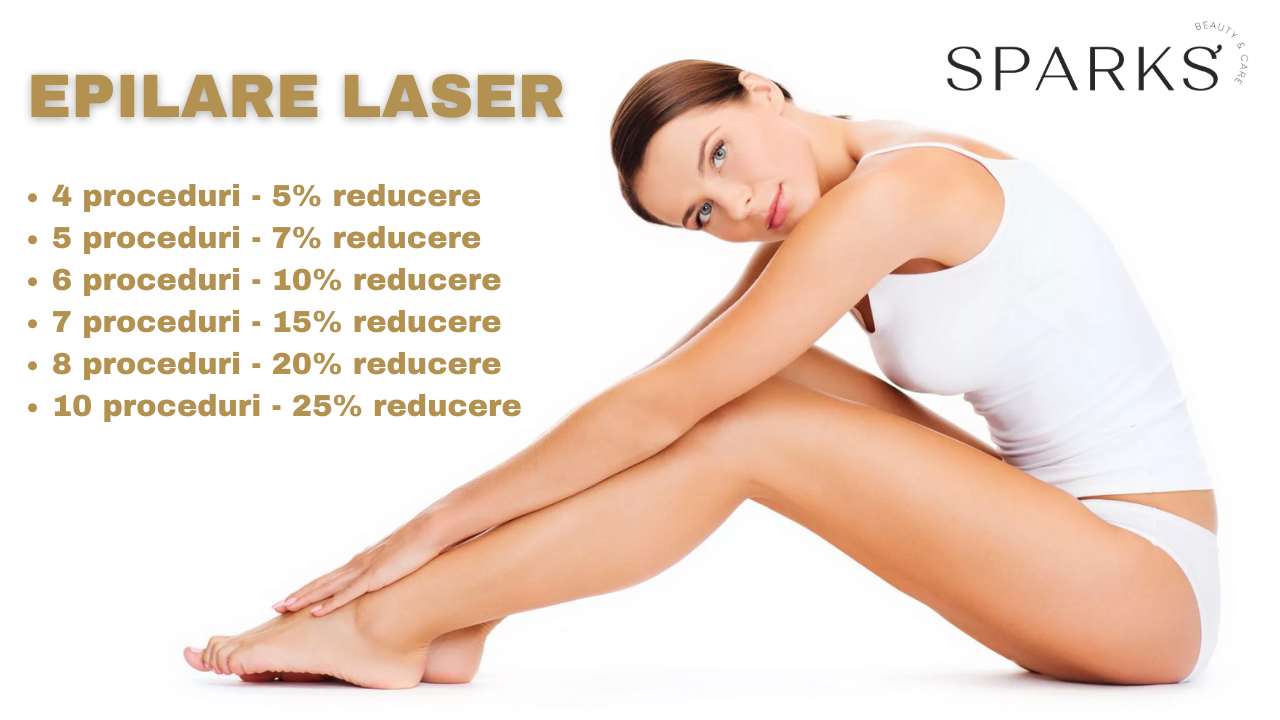 EPILARE LASER
• 4 proceduri - 5% reducere
• 5 proceduri - 7% reducere
• 6 proceduri - 10% reducere
• 7 proceduri - 15% reducere
• 8 proceduri - 20% reducere
• 10 proceduri - 25% reducere
BEAUTY & CARE
SPARKS